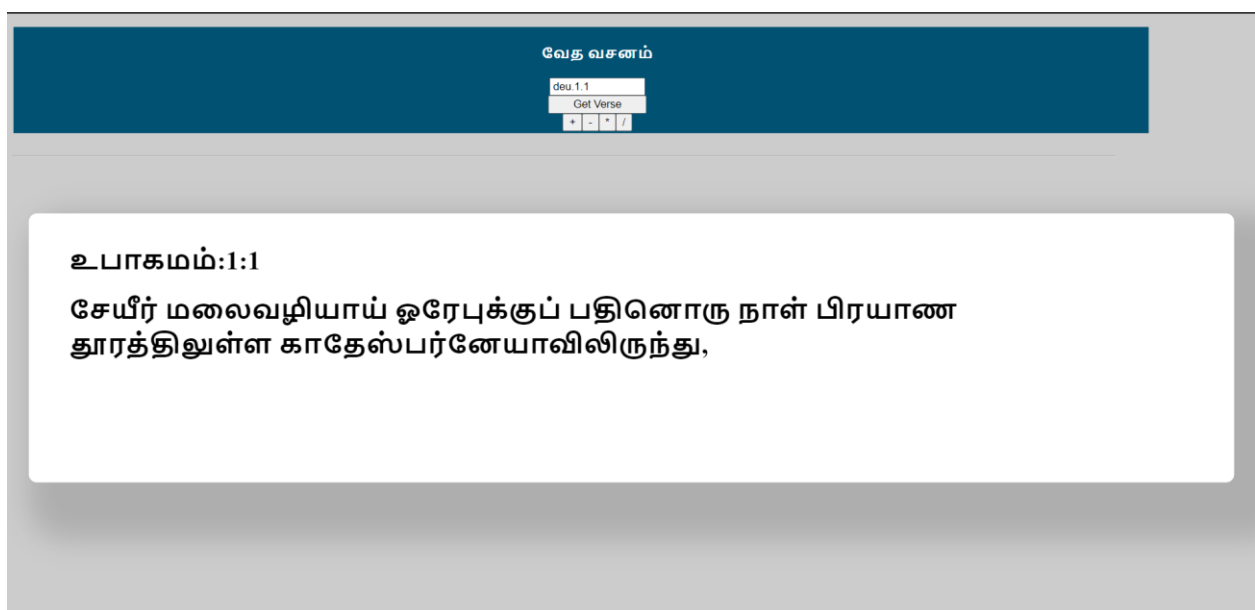 வேத வசனம்
deu.1.1
Get Verse
+ - * /
உபாகமம்:1:1
சேயீர் மலைவழியாய் ஓரேபுக்குப் பதினொரு நாள் பிரயாண
தூரத்திலுள்ள காதேஸ்பர்னேயாவிலிருந்து,